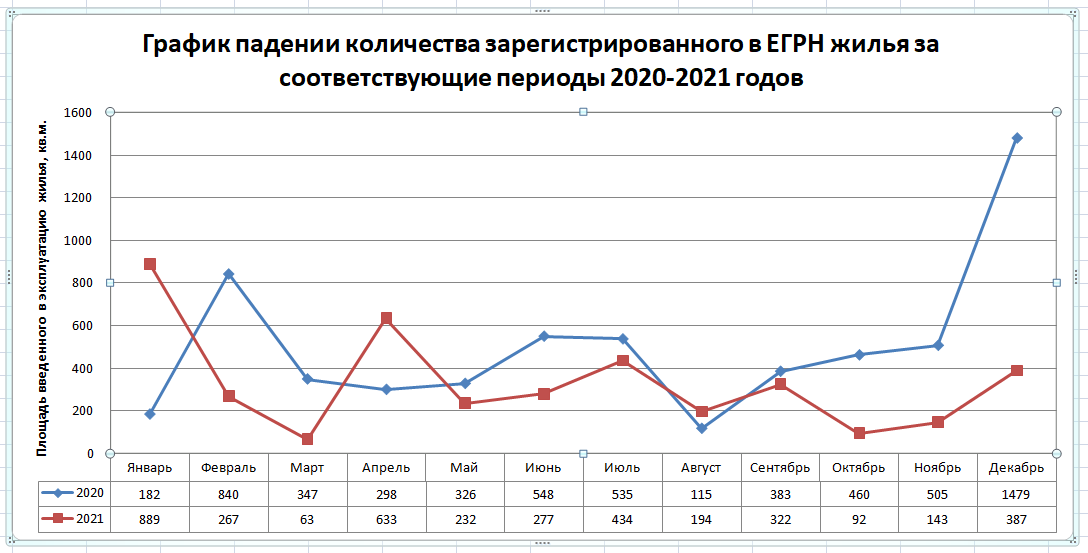 График падении количества зарегистрированного в ЕГРН жилья за
соответствующие периоды 2020-2021 годов
Площадь введенного в эксплуатацию жилья, кв.м.
1600
1400
1200
1000
800
600
400
200
0
Январь Февраль Март Апрель Май Июнь Июль Август Сентябрь Октябрь Ноябрь Декабрь
2020 182 840 347 298 326 548 535 115 383 460 505 1479
2021 889 267 63 633 232 277 434 194 322 92 143 387